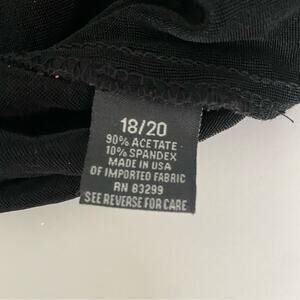 18/20
90% ACETATE
10% SPANDEX
MADE IN USA
OF IMPORTED FABRIC
RN 83299
SEE REVERSE FOR CARE